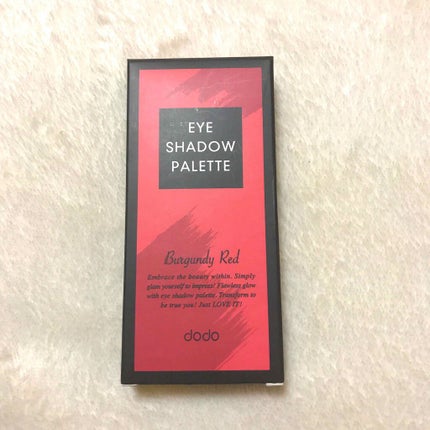 EYE
SHADOW
PALETTE
Burgundy Red
Embrace the beauty within. Simply
glam yourself to impress! Flawless glow
with eye shadow palette. Transform to
be true you! Just LOVE IT!
dodo